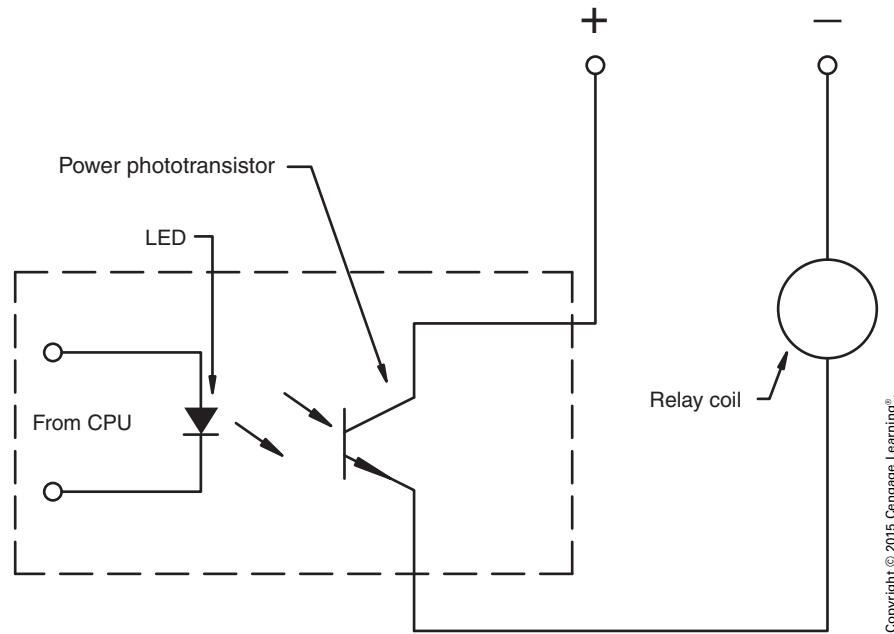 + −
Power phototransistor
LED
From CPU
Relay coil
Copyright © 2015 Cengage Learning®.